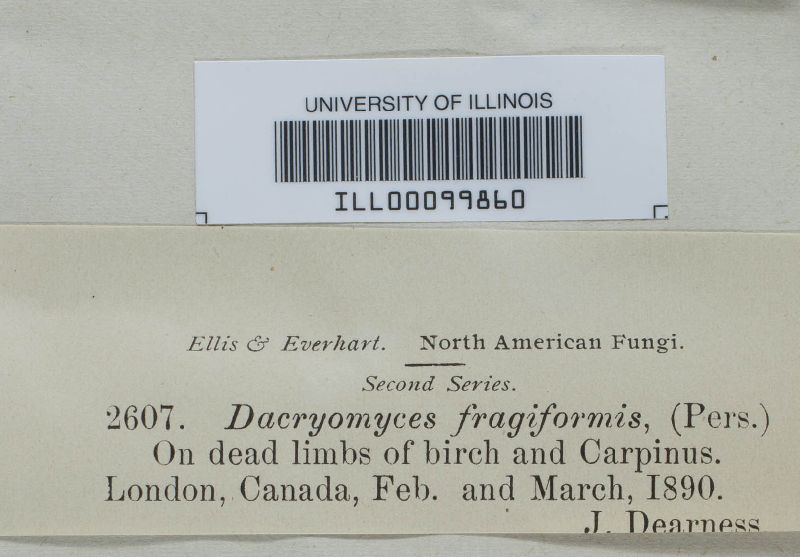 UNIVERSITY OF ILLINOIS
ILL00099860
Ellis & Everhart. North American Fungi.
Second Series.
2607. Dacryomyces fragiformis, (Pers.)
On dead limbs of birch and Carpinus.
London, Canada, Feb. and March, 1890.
J. Dearness